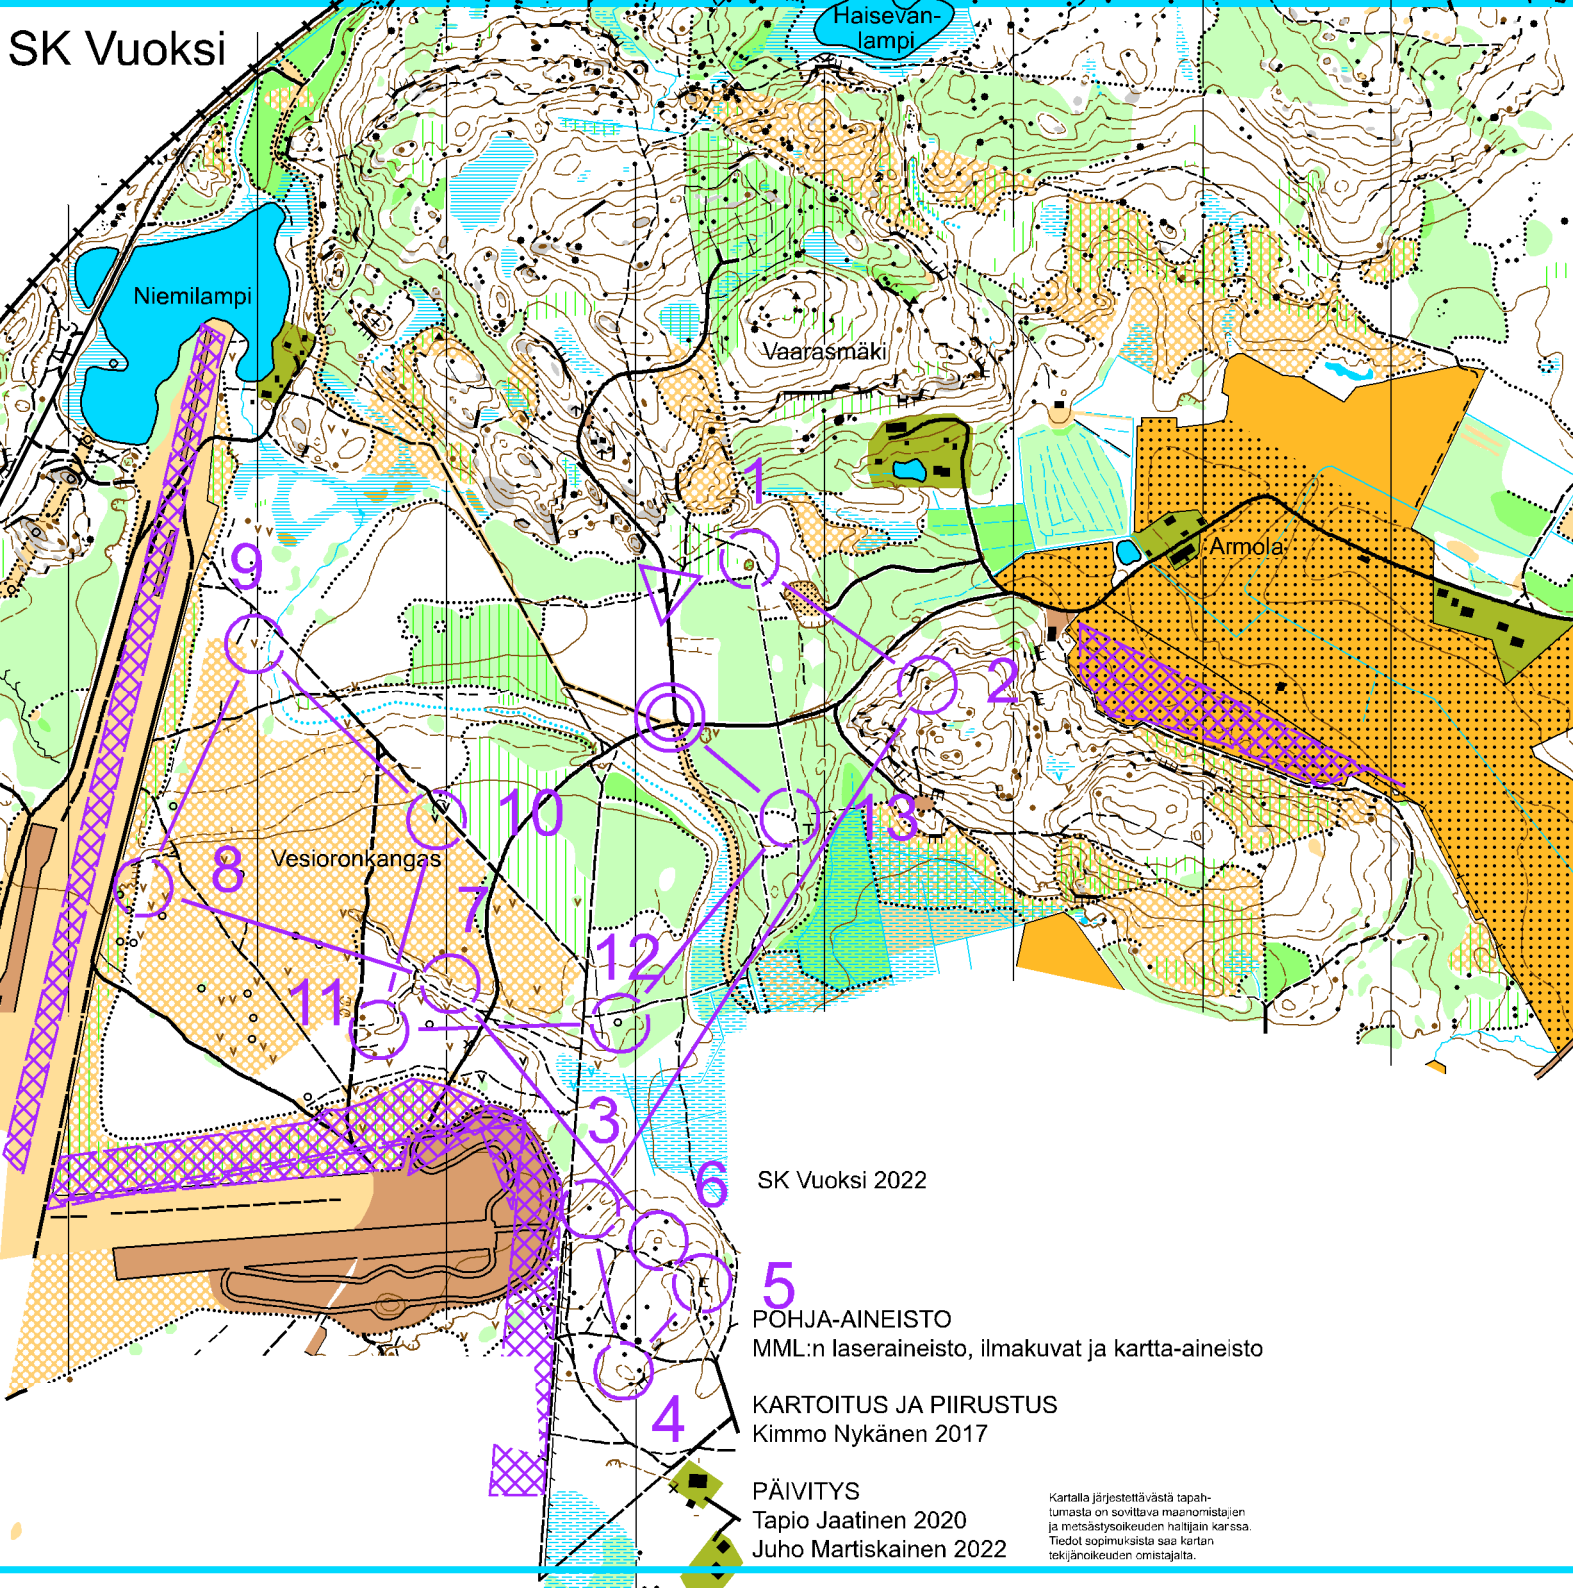 SK Vuoksi
Haisevan-
lampi
Niemilampi
Vaarasmäki
1
Armola
9
2
10
13
Vesioronkangas
8
7
12
11
3
6
SK Vuoksi 2022
5
POHJA-AINEISTO
MML:n laseraineisto, ilmakuvat ja kartta-aineisto
4
KARTOITUS JA PIIRUSTUS
Kimmo Nykänen 2017
PÄIVITYS
Tapio Jaatinen 2020
Juho Martiskainen 2022
Kartalla järjestettävästä tapah-
tumasta on sovittava maanomistajien
ja metsästysoikeuden haltijain kanssa.
Tiedot sopimuksista saa kartan
tekijänoikeuden omistajalta.